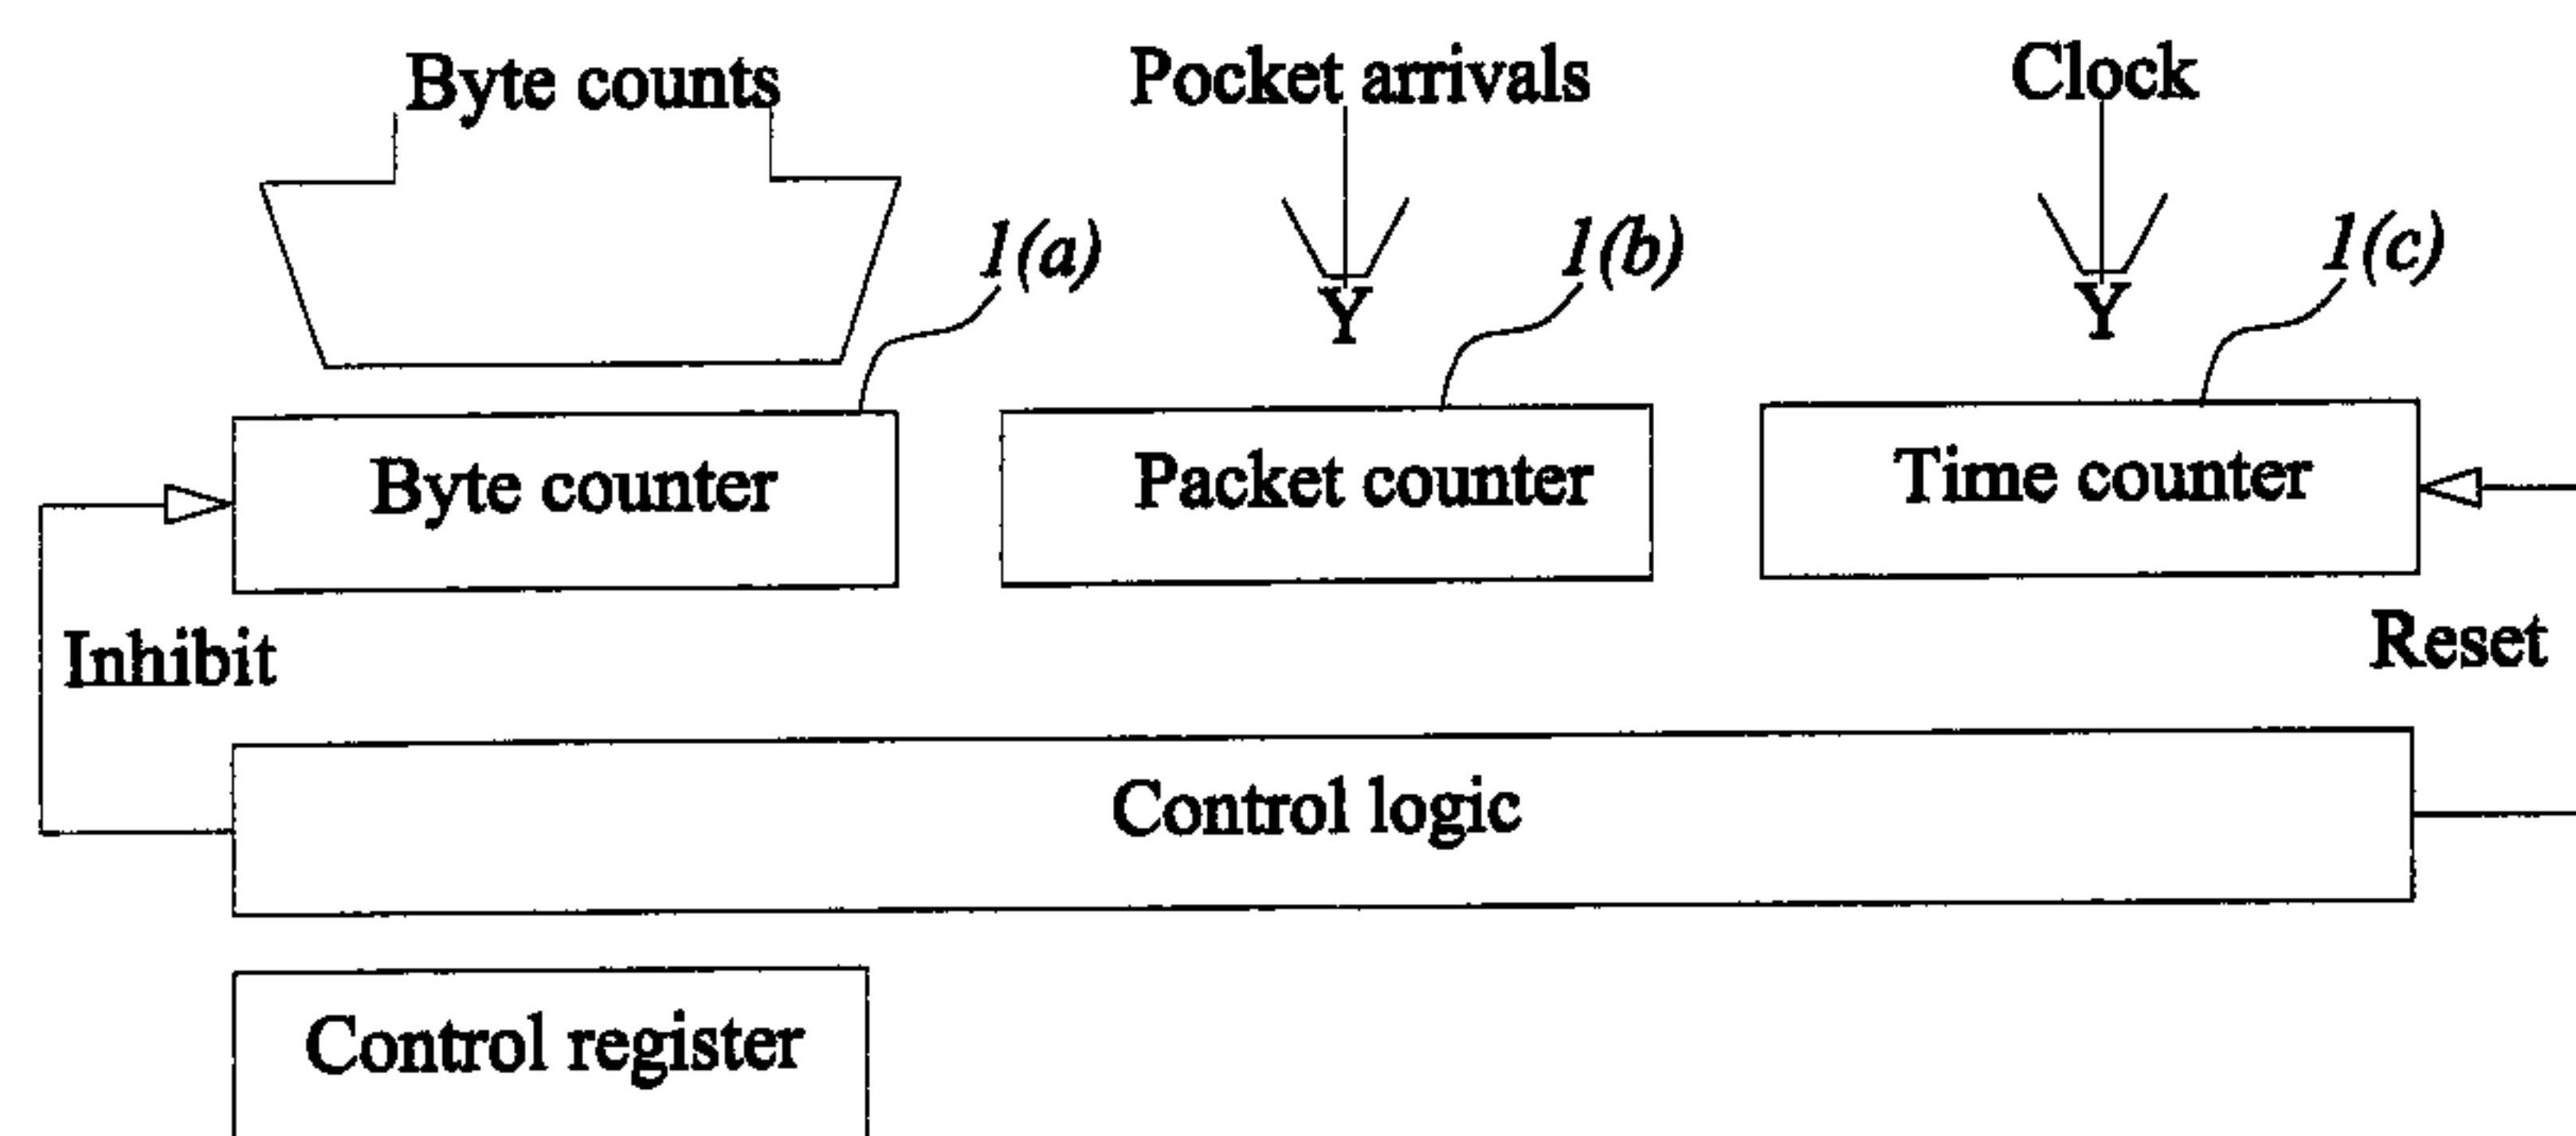 Byte counts Pocket arrivals Clock
1(a) 1(b) 1(c)
Y Y
Byte counter Packet counter Time counter
Inhibit Reset
Control logic
Control register